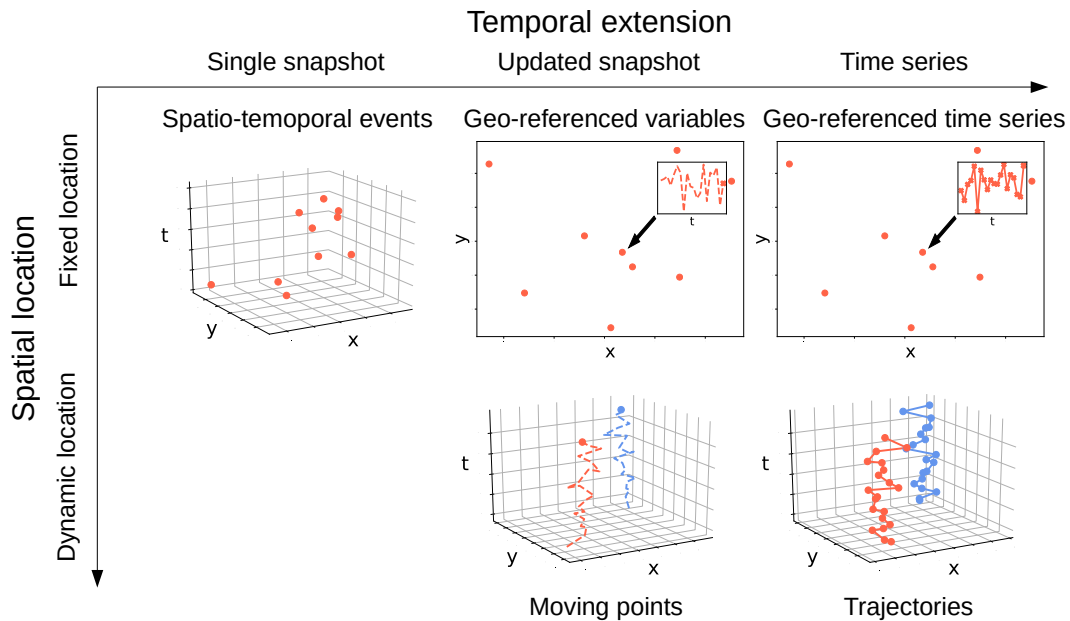 Temporal extension
Single snapshot
Updated snapshot
Time series
Spatial location
Fixed location
Dynamic location
Spatio-temoporal events
t
y
x
Geo-referenced variables
t
y
x
Geo-referenced time series
t
y
x
t
y
x
Moving points
t
y
x
Trajectories